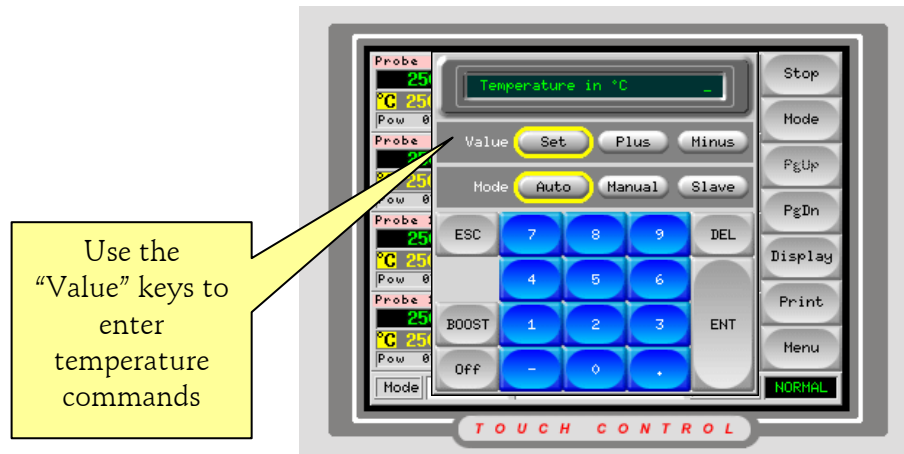 Use the
“Value” keys to
enter
temperature
commands
Probe
°C
Pow
Probe
Pow
Probe
°C
Pow
Probe
°C
Pow
Mode
Temperature in °C _
Value Set Plus Minus
Mode Auto Manual Slave
ESC 7 8 9 DEL
4 5 6
BOOST 1 2 3 ENT
Off - 0 .
Stop
Mode
PgUp
PgDn
Display
Print
Menu
NORMAL
TOUCH CONTROL